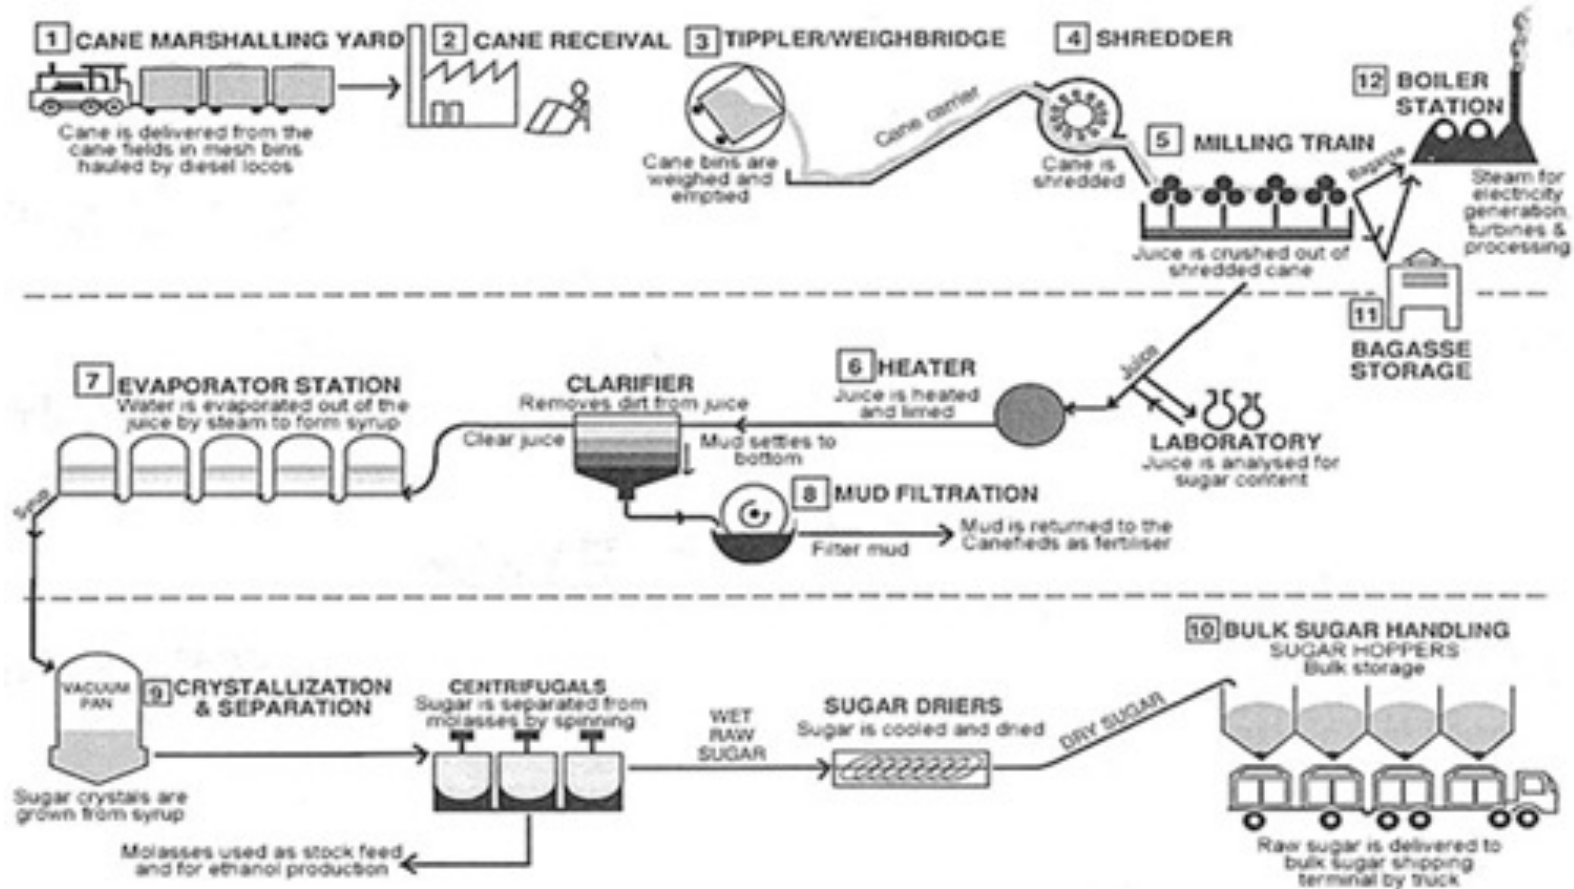 1 CANE MARSHALLING YARD
Cane is delivered from the
cane fields in mesh bins
hauled by diesel locos
2 CANE RECEIVAL
3 TIPPLER/WEIGHBRIDGE
Cane bins are
weighed and
emptied
Cane carrier
4 SHREDDER
Cane is
shredded
5 MILLING TRAIN
Juice is crushed out of
shredded cane
Bagasse
12 BOILER
STATION
Steam for
electricity
generation,
turbines &
processing
11
BAGASSE
STORAGE
Juice
LABORATORY
Juice is analysed for
sugar content
6 HEATER
Juice is heated
and limed
CLARIFIER
Removes dirt from juice
Mud settles to
bottom
Clear juice
7 EVAPORATOR STATION
Water is evaporated out of the
juice by steam to form syrup
8 MUD FILTRATION
Filter mud
Mud is returned to the
Canefieds as fertiliser
Syrup
VACUUM
PAN
9 CRYSTALLIZATION
& SEPARATION
Sugar crystals are
grown from syrup
CENTRIFUGALS
Sugar is separated from
molasses by spinning
Molasses used as stock feed
and for ethanol production
WET
RAW
SUGAR
SUGAR DRIERS
Sugar is cooled and dried
DRY SUGAR
10 BULK SUGAR HANDLING
SUGAR HOPPERS
Bulk storage
Raw sugar is delivered to
bulk sugar shipping
terminal by truck